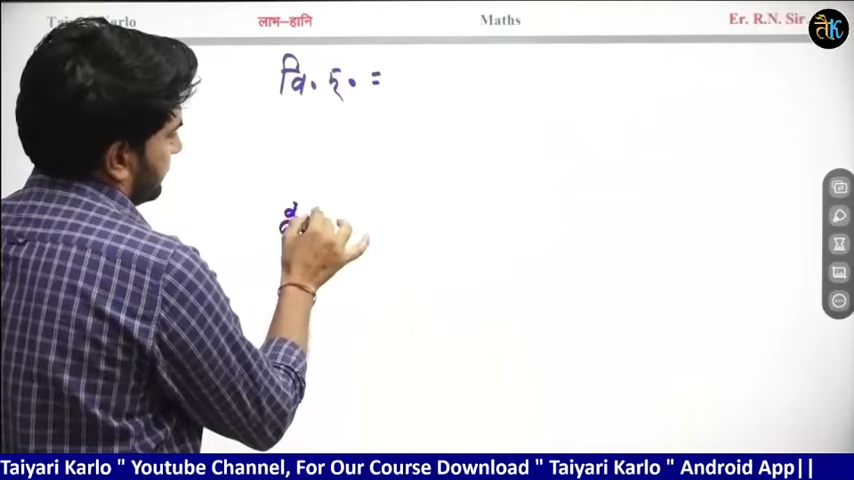 Taiyari Karlo लाभ-हानि Maths Er. R.N. Sir.
तैK
वि. द. =
Taiyari Karlo " YouTube Channel, For Our Course Download " Taiyari Karlo " Android App||